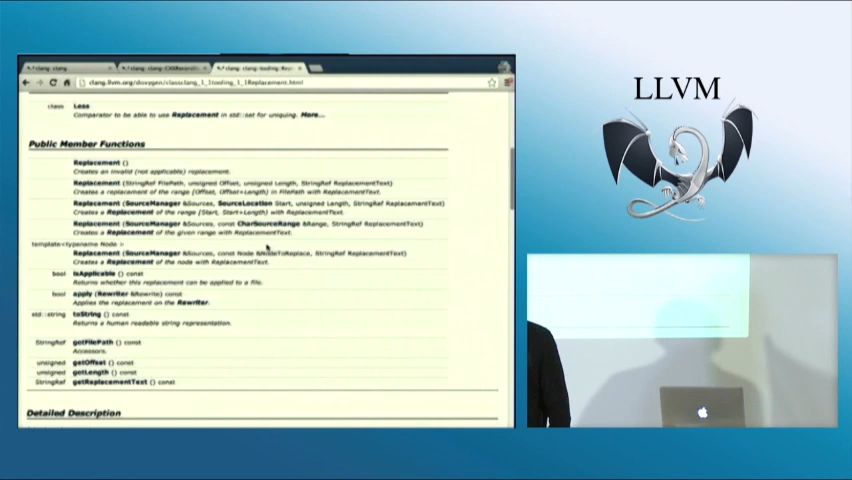 clang: clang
clang.llvm.org/doxygen/classclang_1_1tooling_1_1Replacement.html
LLVM
class Less
Comparator to be able to use Replacement in std::set for uniquing. More...
Public Member Functions
Replacement ()
Creates an invalid (not applicable) replacement.
Replacement (StringRef FilePath, unsigned Offset, unsigned Length, StringRef ReplacementText)
Creates a replacement of the range [Offset, Offset+Length) in FilePath with ReplacementText.
Replacement (SourceManager &Sources, SourceLocation Start, unsigned Length, StringRef ReplacementText)
Creates a Replacement of the range [Start, Start+Length) with ReplacementText.
Replacement (SourceManager &Sources, const CharSourceRange &Range, StringRef ReplacementText)
Creates a Replacement of the given range with ReplacementText.
template<typename Node >
Replacement (SourceManager &Sources, const Node &NodeToReplace, StringRef ReplacementText)
Creates a Replacement of the node with ReplacementText.
bool isApplicable () const
Returns whether this replacement can be applied to a file.
bool apply (Rewriter &Rewrite) const
Applies the replacement on the Rewriter.
std::string toString () const
Returns a human readable string representation.
StringRef getFilePath () const
Accessors.
unsigned getOffset () const
unsigned getLength () const
StringRef getReplacementText () const
Detailed Description